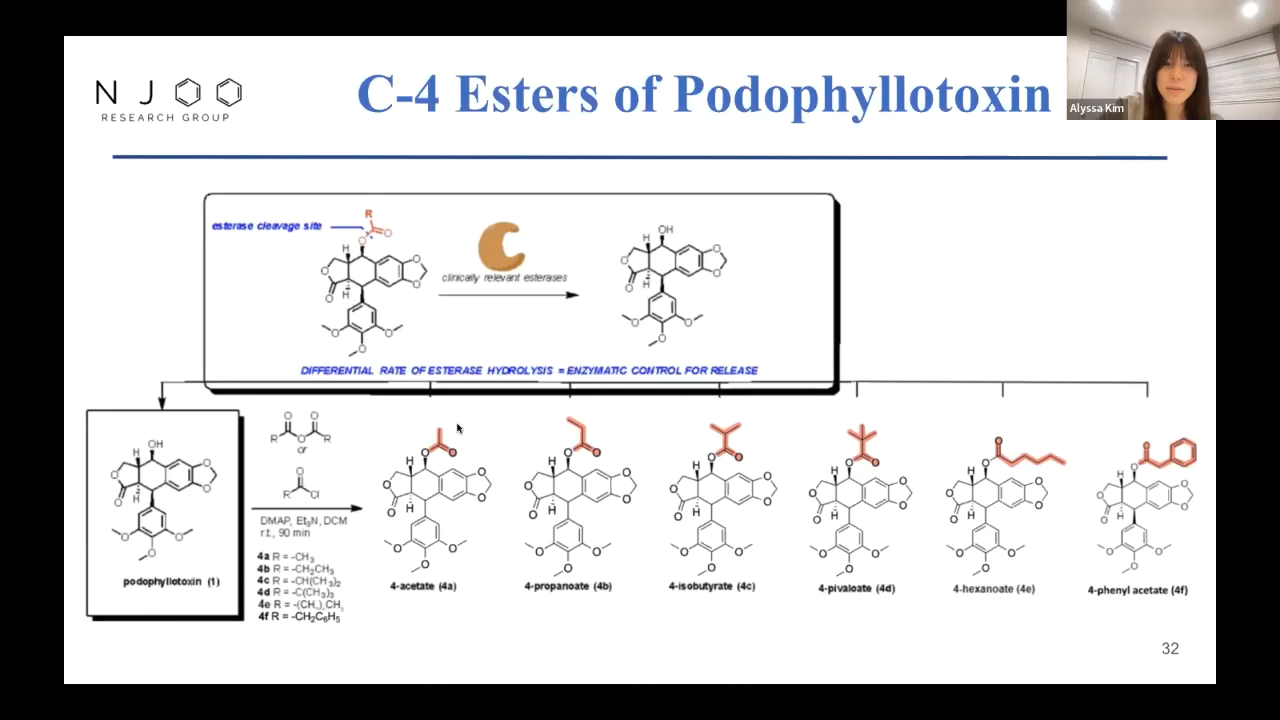 N J
RESEARCH GROUP
C-4 Esters of Podophyllotoxin
Alyssa Kim
esterase cleavage site
R
O
O
H
O
O
O
O
H
O
O
O
clinically relevant esterases
OH
H
O
O
O
O
H
O
O
O
DIFFERENTIAL RATE OF ESTERASE HYDROLYSIS = ENZYMATIC CONTROL FOR RELEASE
OH
H
O
O
O
O
H
O
O
O
podophyllotoxin (1)
O O
R O R
or
O
R Cl
DMAP, Et₃N, DCM
r.t., 90 min
4a R = -CH₃
4b R = -CH₂CH₃
4c R = -CH(CH₃)₂
4d R = -C(CH₃)₃
4e R = -(CH₂)₄CH₃
4f R = -CH₂C₆H₅
O
O
H
O
O
O
O
H
O
O
O
4-acetate (4a)
O
O
H
O
O
O
O
H
O
O
O
4-propanoate (4b)
O
O
H
O
O
O
O
H
O
O
O
4-isobutyrate (4c)
O
O
H
O
O
O
O
H
O
O
O
4-pivaloate (4d)
O
O
H
O
O
O
O
H
O
O
O
4-hexanoate (4e)
O
O
H
O
O
O
O
H
O
O
O
4-phenyl acetate (4f)
32